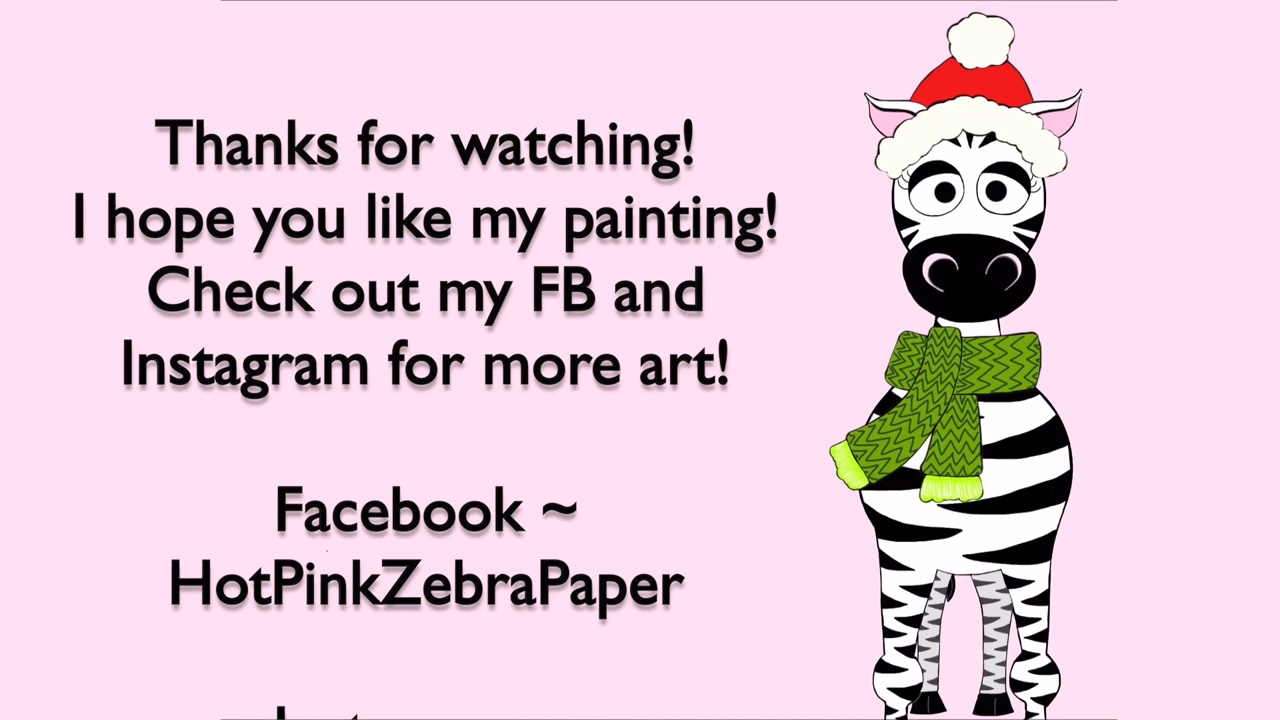 Thanks for watching!
I hope you like my painting!
Check out my FB and
Instagram for more art!
Facebook ~
HotPinkZebraPaper